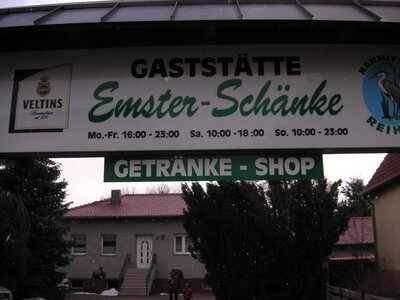 GASTSTÄTTE
VELTINS
Emster-Schänke
Mo.-Fr. 16:00 - 23:00 Sa. 10:00 -18:00 So. 10:00 - 23:00
GETRÄNKE - SHOP